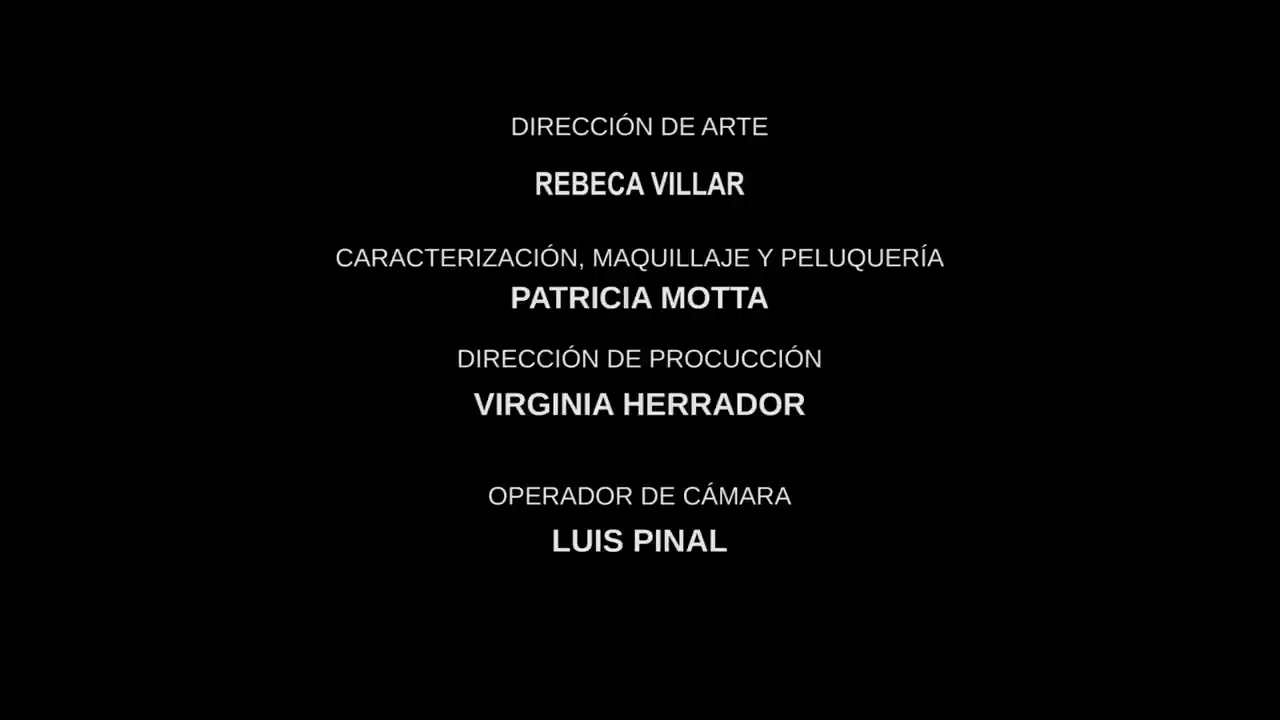 DIRECCIÓN DE ARTE
REBECA VILLAR
CARACTERIZACIÓN, MAQUILLAJE Y PELUQUERÍA
PATRICIA MOTTA
DIRECCIÓN DE PROCUCCIÓN
VIRGINIA HERRADOR
OPERADOR DE CÁMARA
LUIS PINAL